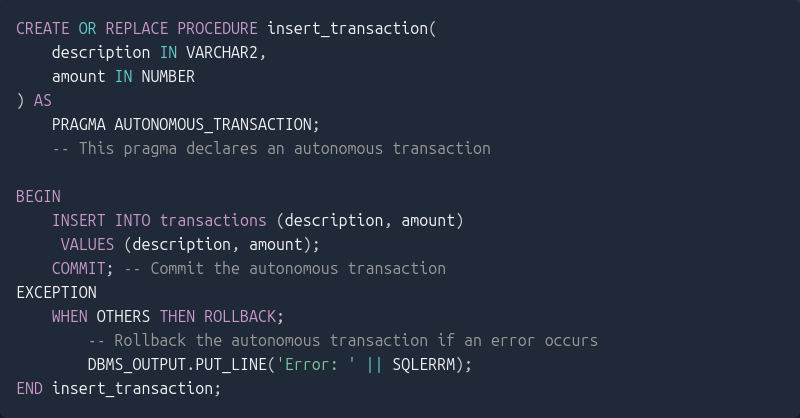 CREATE OR REPLACE PROCEDURE insert_transaction(
    description IN VARCHAR2,
    amount IN NUMBER
) AS
    PRAGMA AUTONOMOUS_TRANSACTION;
    -- This pragma declares an autonomous transaction

BEGIN
    INSERT INTO transactions (description, amount)
     VALUES (description, amount);
    COMMIT; -- Commit the autonomous transaction
EXCEPTION
    WHEN OTHERS THEN ROLLBACK;
        -- Rollback the autonomous transaction if an error occurs
        DBMS_OUTPUT.PUT_LINE('Error: ' || SQLERRM);
END insert_transaction;